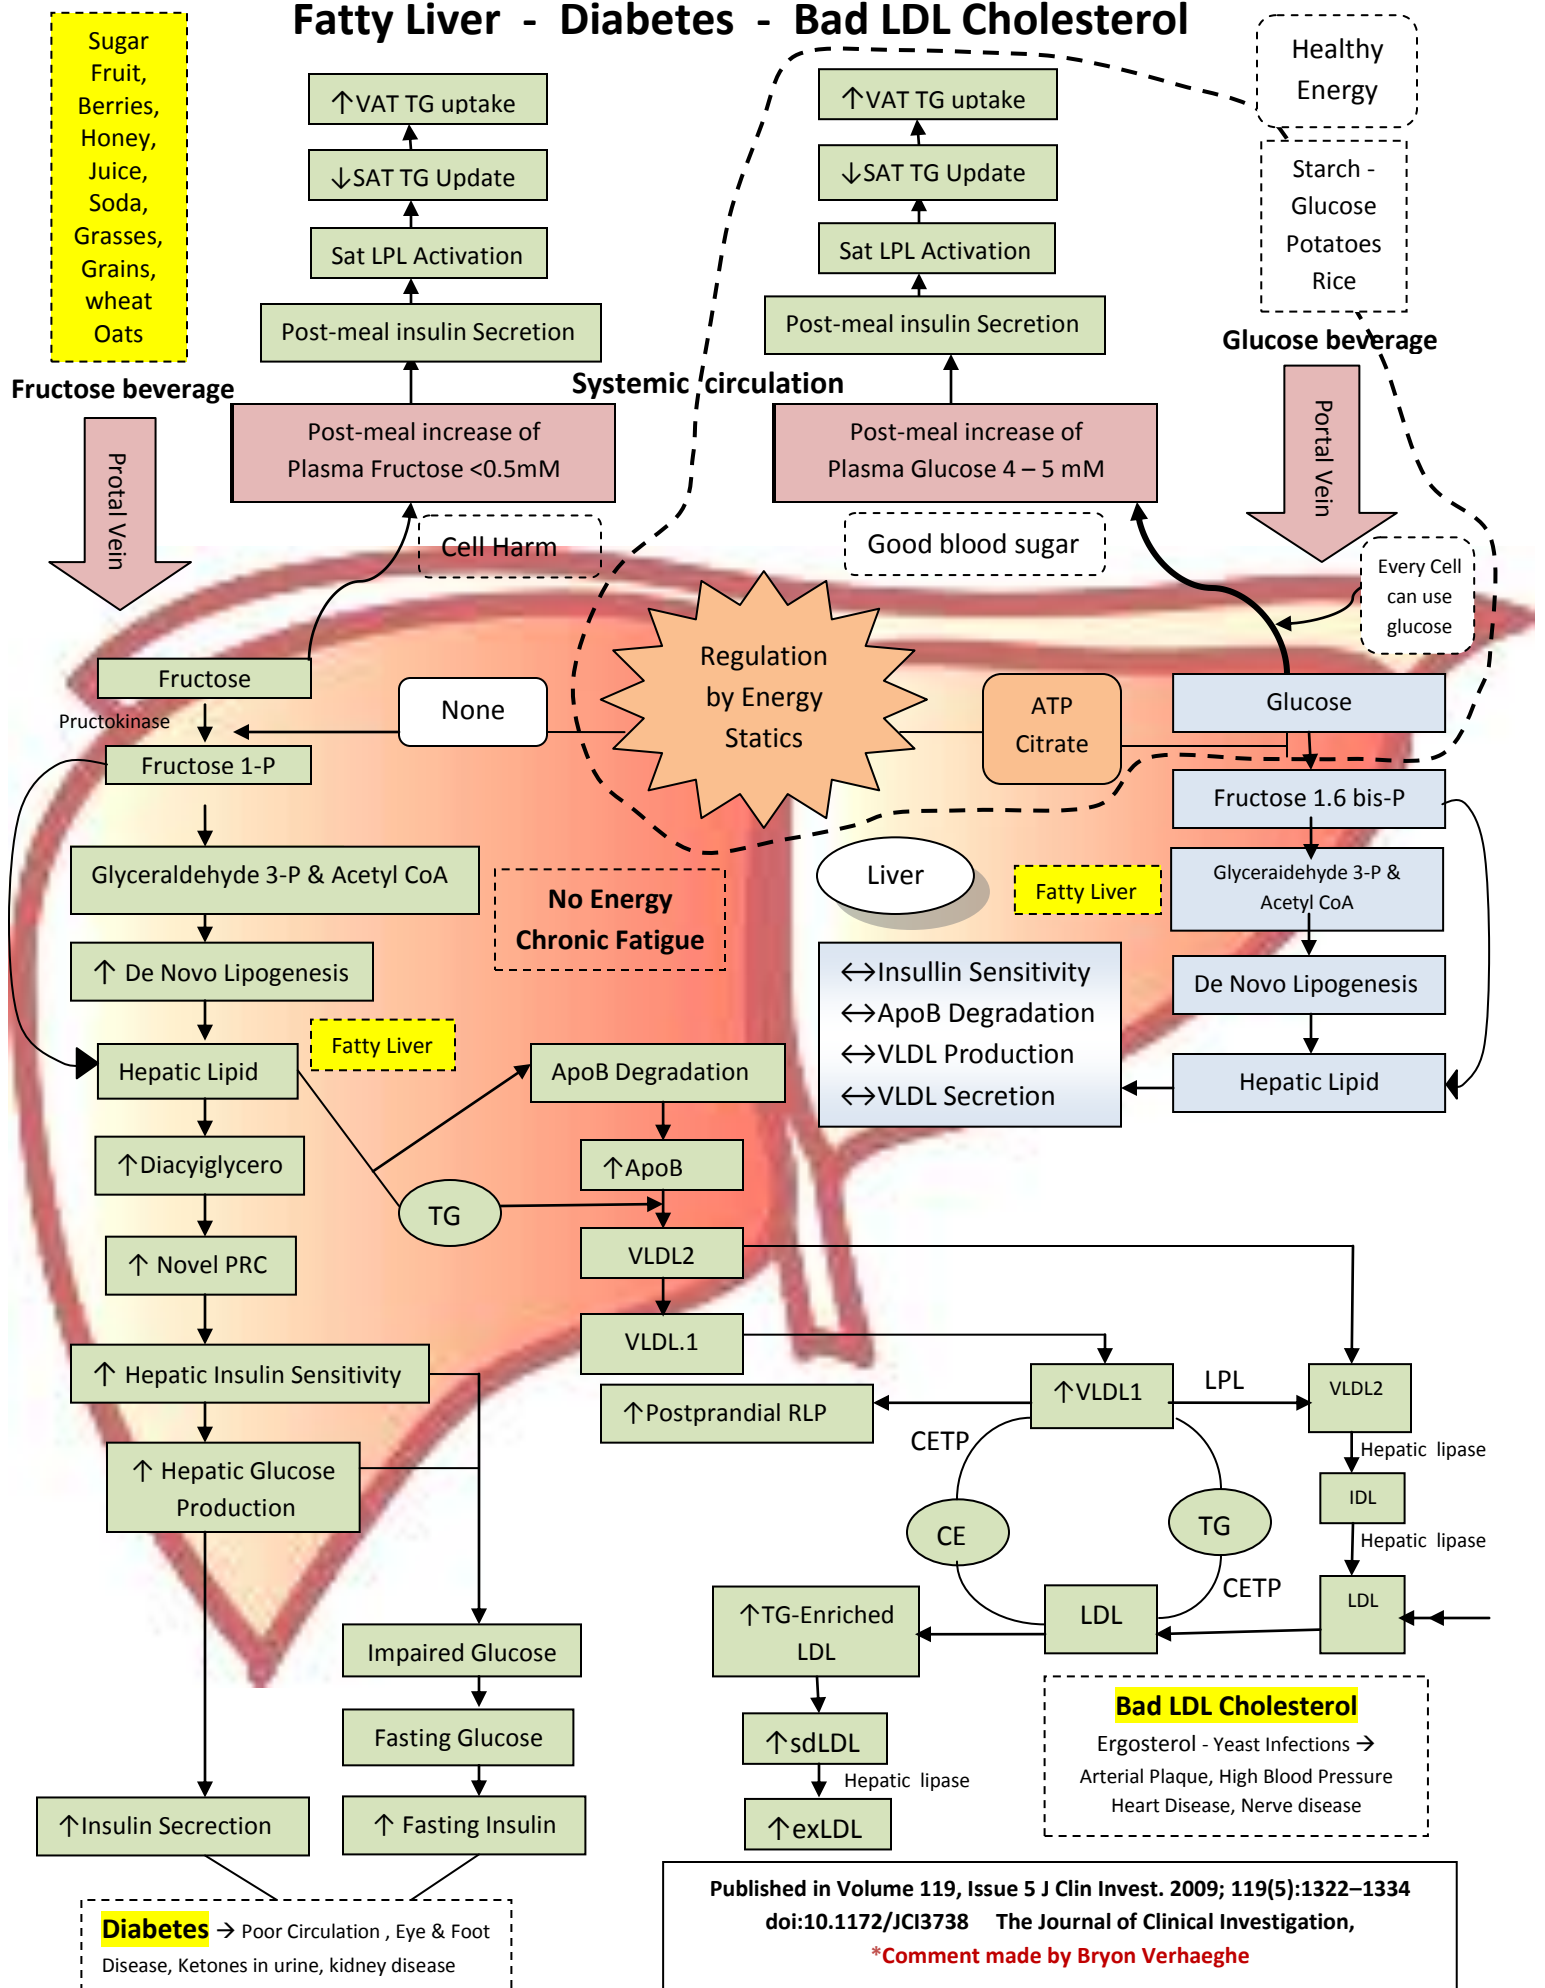 Fatty Liver - Diabetes - Bad LDL Cholesterol
Sugar
Fruit,
Berries,
Honey,
Juice,
Soda,
Grasses,
Grains,
wheat
Oats
Fructose beverage
Protal Vein
↑VAT TG uptake
↓SAT TG Update
Sat LPL Activation
Post-meal insulin Secretion
Post-meal increase of
Plasma Fructose <0.5mM
Cell Harm
Systemic circulation
↑VAT TG uptake
↓SAT TG Update
Sat LPL Activation
Post-meal insulin Secretion
Post-meal increase of
Plasma Glucose 4 – 5 mM
Good blood sugar
Healthy
Energy
Starch -
Glucose
Potatoes
Rice
Glucose beverage
Portal Vein
Every Cell
can use
glucose
Fructose
Pructokinase
Fructose 1-P
None
Regulation
by Energy
Statics
ATP
Citrate
Glucose
Fructose 1.6 bis-P
Glyceraldehyde 3-P & Acetyl CoA
No Energy
Chronic Fatigue
Liver
Fatty Liver
Glyceraidehyde 3-P &
Acetyl CoA
↑ De Novo Lipogenesis
↔Insullin Sensitivity
↔ApoB Degradation
↔VLDL Production
↔VLDL Secretion
De Novo Lipogenesis
Hepatic Lipid
Hepatic Lipid
Fatty Liver
ApoB Degradation
↑Diacyiglycero
↑ApoB
TG
↑ Novel PRC
VLDL2
VLDL.1
↑ Hepatic Insulin Sensitivity
↑ Hepatic Glucose
Production
↑Postprandial RLP
↑VLDL1
LPL
VLDL2
CETP
Hepatic lipase
IDL
CE
TG
Hepatic lipase
CETP
↑TG-Enriched
LDL
LDL
LDL
Impaired Glucose
Fasting Glucose
↑ Fasting Insulin
↑Insulin Secrection
↑sdLDL
Hepatic lipase
↑exLDL
Bad LDL Cholesterol
Ergosterol - Yeast Infections →
Arterial Plaque, High Blood Pressure
Heart Disease, Nerve disease
Diabetes → Poor Circulation , Eye & Foot
Disease, Ketones in urine, kidney disease
Published in Volume 119, Issue 5 J Clin Invest. 2009; 119(5):1322–1334
doi:10.1172/JCI3738 The Journal of Clinical Investigation,
*Comment made by Bryon Verhaeghe